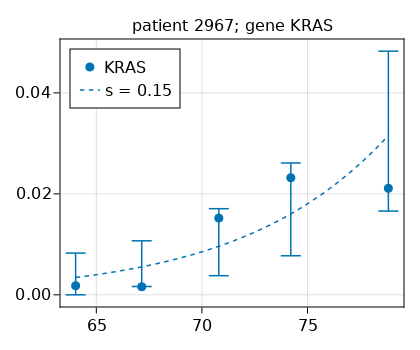 patient 2967; gene KRAS
KRAS
s = 0.15
0.04
0.02
0.00
65
70
75